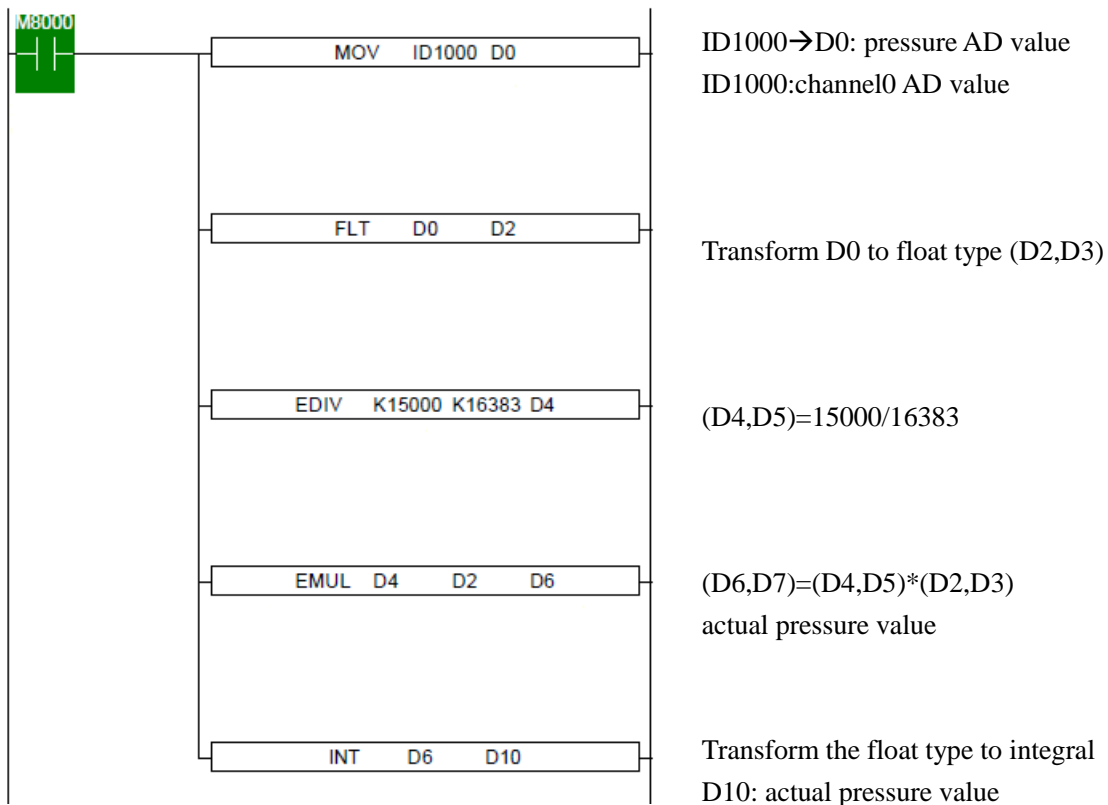 M8000
MOV ID1000 D0
ID1000→D0: pressure AD value
ID1000:channel0 AD value
FLT D0 D2
Transform D0 to float type (D2,D3)
EDIV K15000 K16383 D4
(D4,D5)=15000/16383
EMUL D4 D2 D6
(D6,D7)=(D4,D5)*(D2,D3)
actual pressure value
INT D6 D10
Transform the float type to integral
D10: actual pressure value